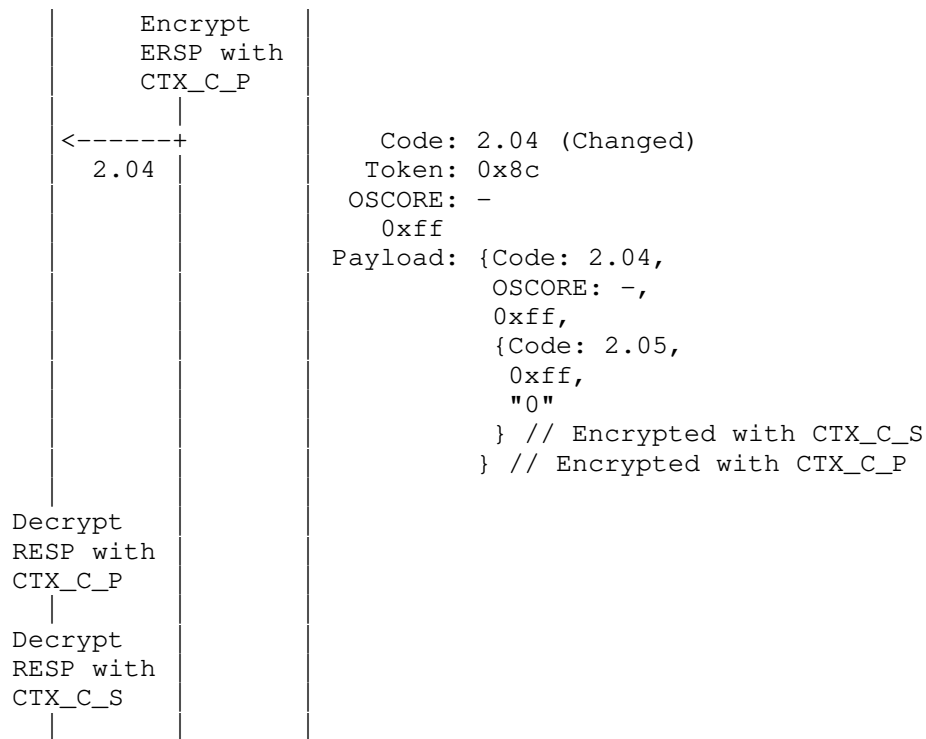 Encrypt
ERSP with
CTX_C_P
<------+ Code: 2.04 (Changed)
2.04 Token: 0x8c
OSCORE: -
0xff
Payload: {Code: 2.04,
OSCORE: -,
0xff,
{Code: 2.05,
0xff,
"0"
} // Encrypted with CTX_C_S
} // Encrypted with CTX_C_P
Decrypt
RESP with
CTX_C_P
Decrypt
RESP with
CTX_C_S